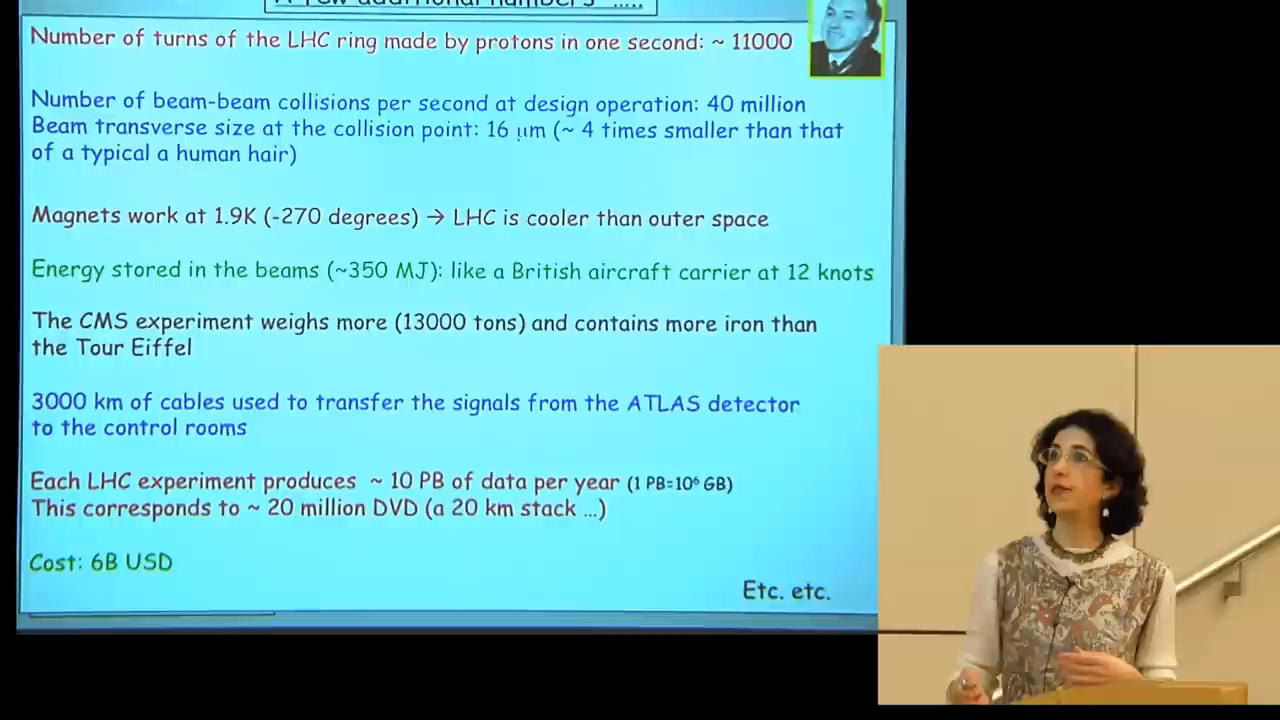 A few additional numbers .....
Number of turns of the LHC ring made by protons in one second: ~ 11000
Number of beam-beam collisions per second at design operation: 40 million
Beam transverse size at the collision point: 16 μm (~ 4 times smaller than that
of a typical a human hair)
Magnets work at 1.9K (-270 degrees) → LHC is cooler than outer space
Energy stored in the beams (~350 MJ): like a British aircraft carrier at 12 knots
The CMS experiment weighs more (13000 tons) and contains more iron than
the Tour Eiffel
3000 km of cables used to transfer the signals from the ATLAS detector
to the control rooms
Each LHC experiment produces ~ 10 PB of data per year (1 PB=10⁶ GB)
This corresponds to ~ 20 million DVD (a 20 km stack ...)
Cost: 6B USD
Etc. etc.